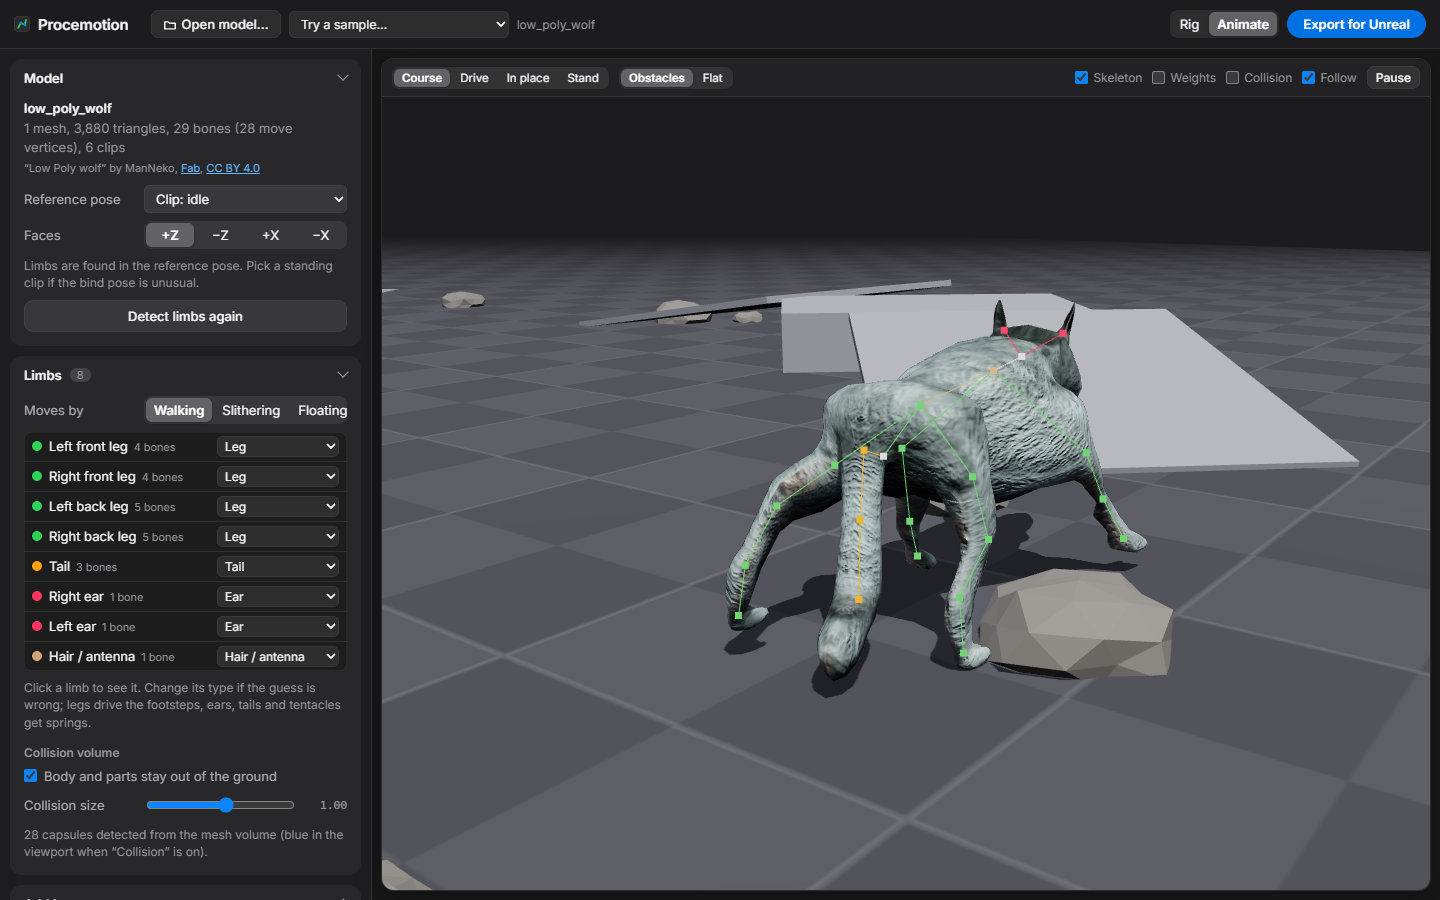 Procemotion
Open model...
Try a sample...
low_poly_wolf
Rig
Animate
Export for Unreal
Model
low_poly_wolf
1 mesh, 3,880 triangles, 29 bones (28 move
vertices), 6 clips
“Low Poly wolf” by ManNeko, Fab, CC BY 4.0
Reference pose
Clip: idle
Faces
+Z
−Z
+X
−X
Limbs are found in the reference pose. Pick a standing
clip if the bind pose is unusual.
Detect limbs again
Limbs 8
Moves by
Walking
Slithering
Floating
Left front leg 4 bones Leg
Right front leg 4 bones Leg
Left back leg 5 bones Leg
Right back leg 5 bones Leg
Tail 3 bones Tail
Right ear 1 bone Ear
Left ear 1 bone Ear
Hair / antenna 1 bone Hair / antenna
Click a limb to see it. Change its type if the guess is
wrong; legs drive the footsteps, ears, tails and tentacles
get springs.
Collision volume
Body and parts stay out of the ground
Collision size 1.00
28 capsules detected from the mesh volume (blue in the
viewport when “Collision” is on).
Course
Drive
In place
Stand
Obstacles
Flat
Skeleton
Weights
Collision
Follow
Pause